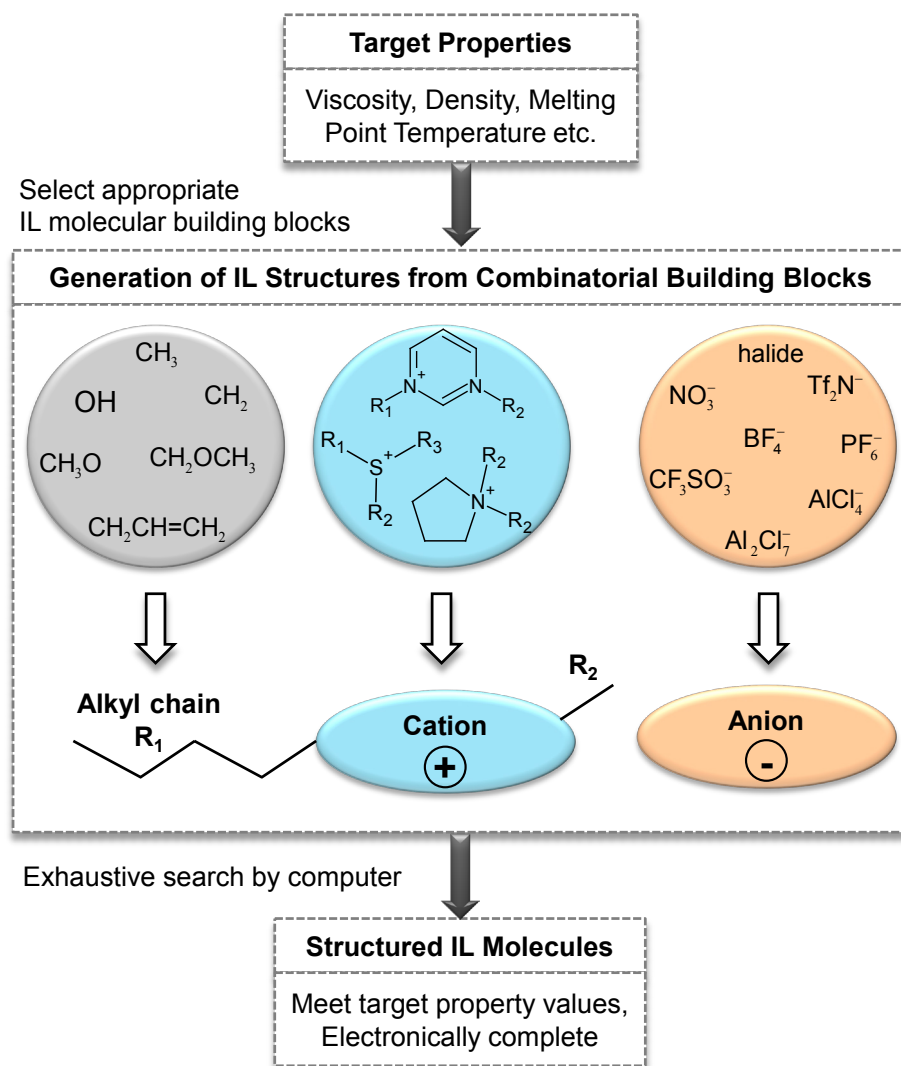 Target Properties
Viscosity, Density, Melting
Point Temperature etc.
Select appropriate
IL molecular building blocks
Generation of IL Structures from Combinatorial Building Blocks
CH₃
OH
CH₂
CH₃O
CH₂OCH₃
CH₂CH=CH₂
N⁺
N
R₁
R₂
R₁
R₃
S⁺
R₂
R₂
N⁺
R₂
halide
NO₃⁻
Tf₂N⁻
BF₄⁻
PF₆⁻
CF₃SO₃⁻
AlCl₄⁻
Al₂Cl₇⁻
Alkyl chain
R₁
R₂
Cation
+
Anion
-
Exhaustive search by computer
Structured IL Molecules
Meet target property values,
Electronically complete